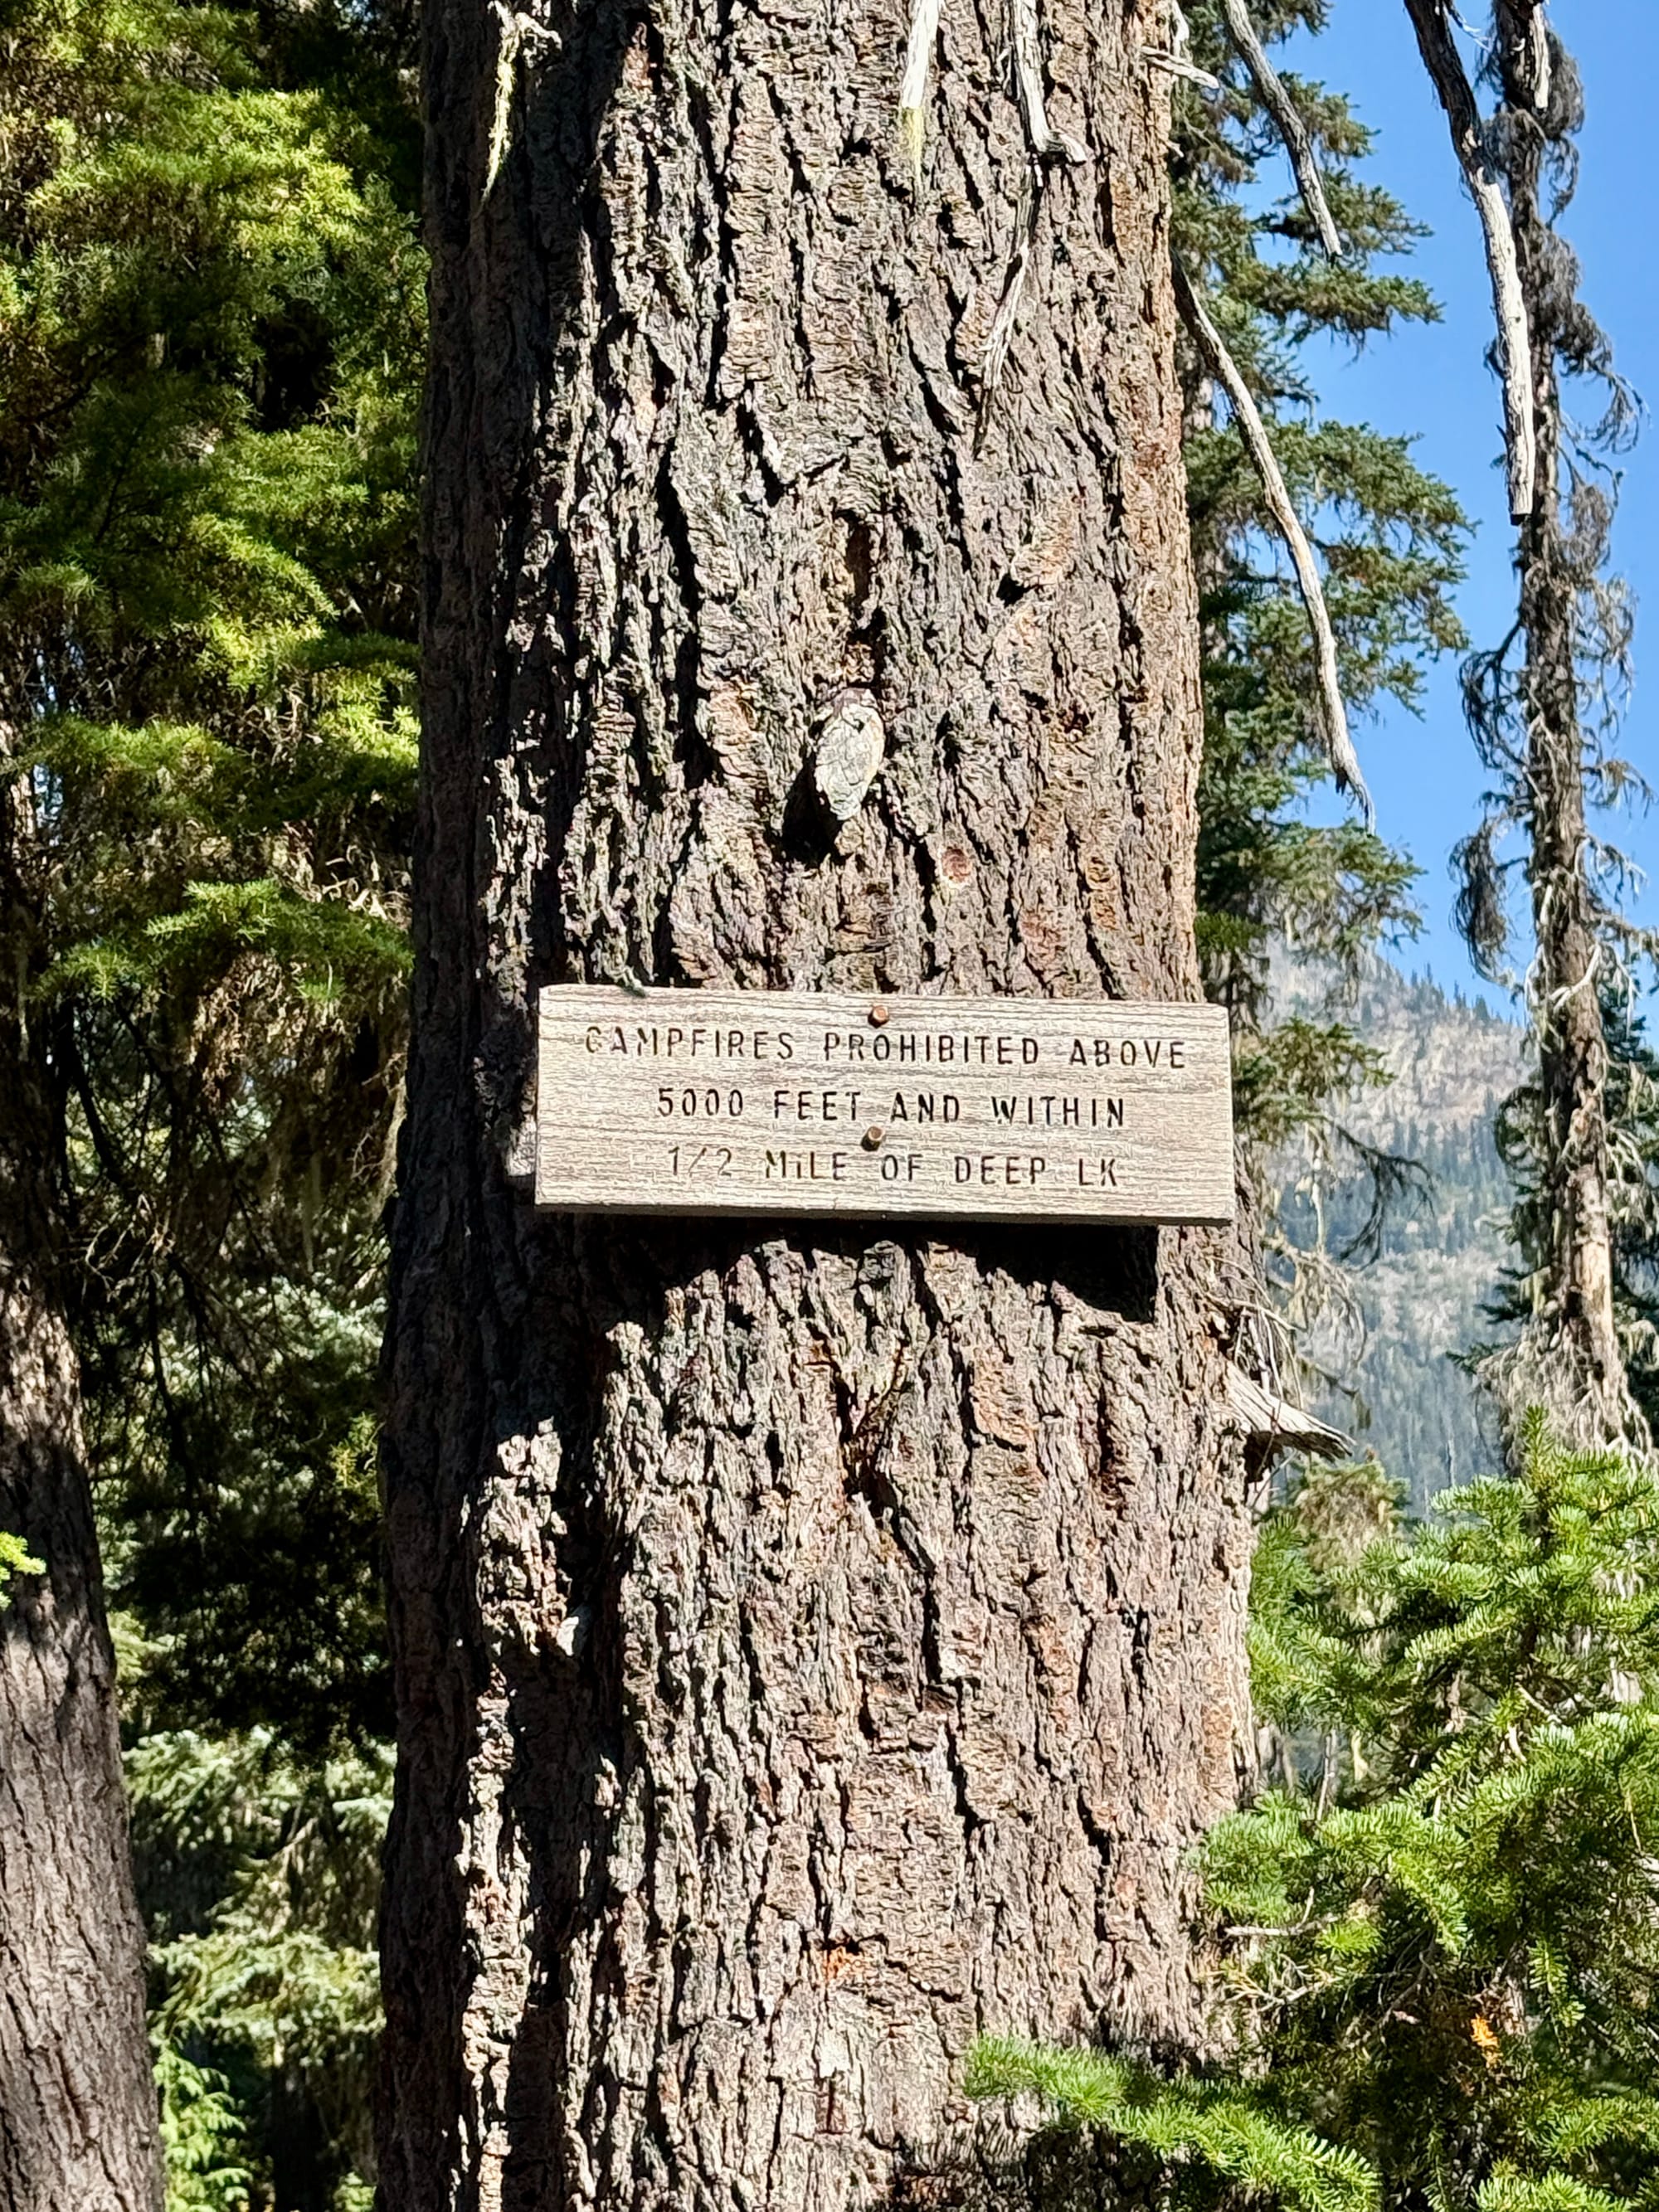 CAMPFIRES PROHIBITED ABOVE
5000 FEET AND WITHIN
1/2 MILE OF DEEP LK